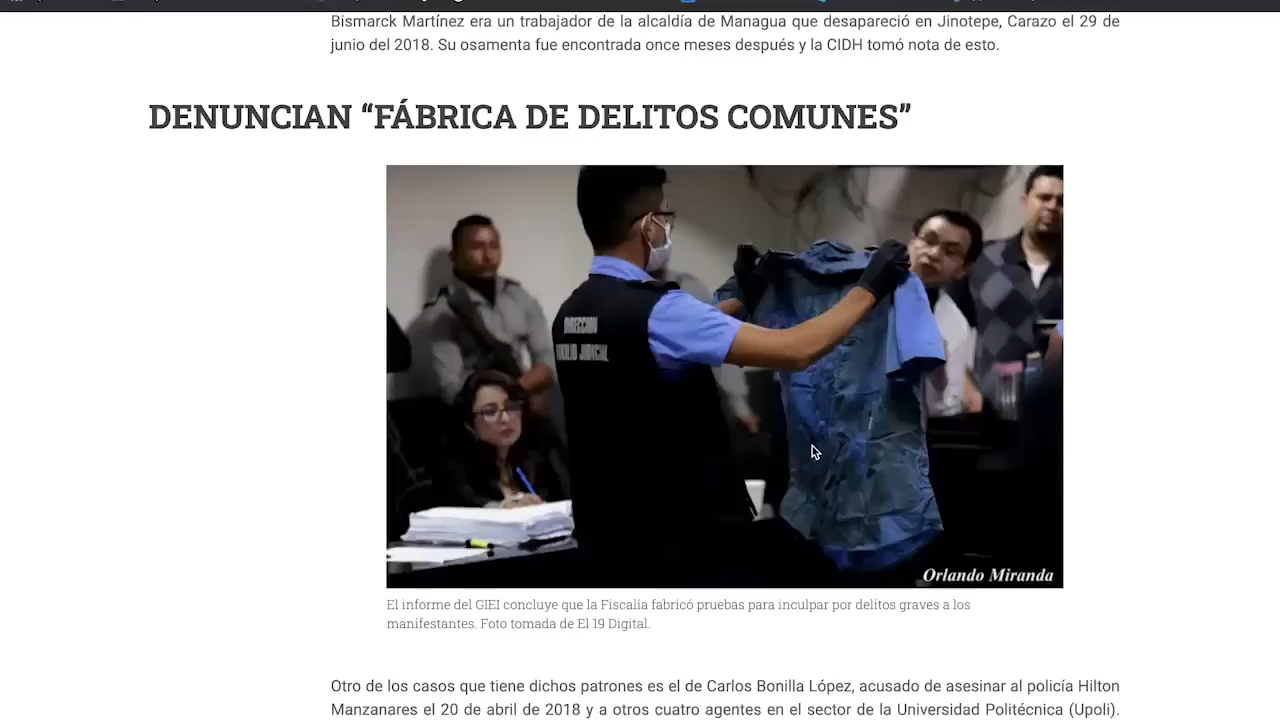 Bismarck Martínez era un trabajador de la alcaldía de Managua que desapareció en Jinotepe, Carazo el 29 de
junio del 2018. Su osamenta fue encontrada once meses después y la CIDH tomó nota de esto.
DENUNCIAN “FÁBRICA DE DELITOS COMUNES”
DIRECCION
AUXILIO JUDICIAL
Orlando Miranda
El informe del GIEI concluye que la Fiscalía fabricó pruebas para inculpar por delitos graves a los
manifestantes. Foto tomada de El 19 Digital.
Otro de los casos que tiene dichos patrones es el de Carlos Bonilla López, acusado de asesinar al policía Hilton
Manzanares el 20 de abril de 2018 y a otros cuatro agentes en el sector de la Universidad Politécnica (Upoli).